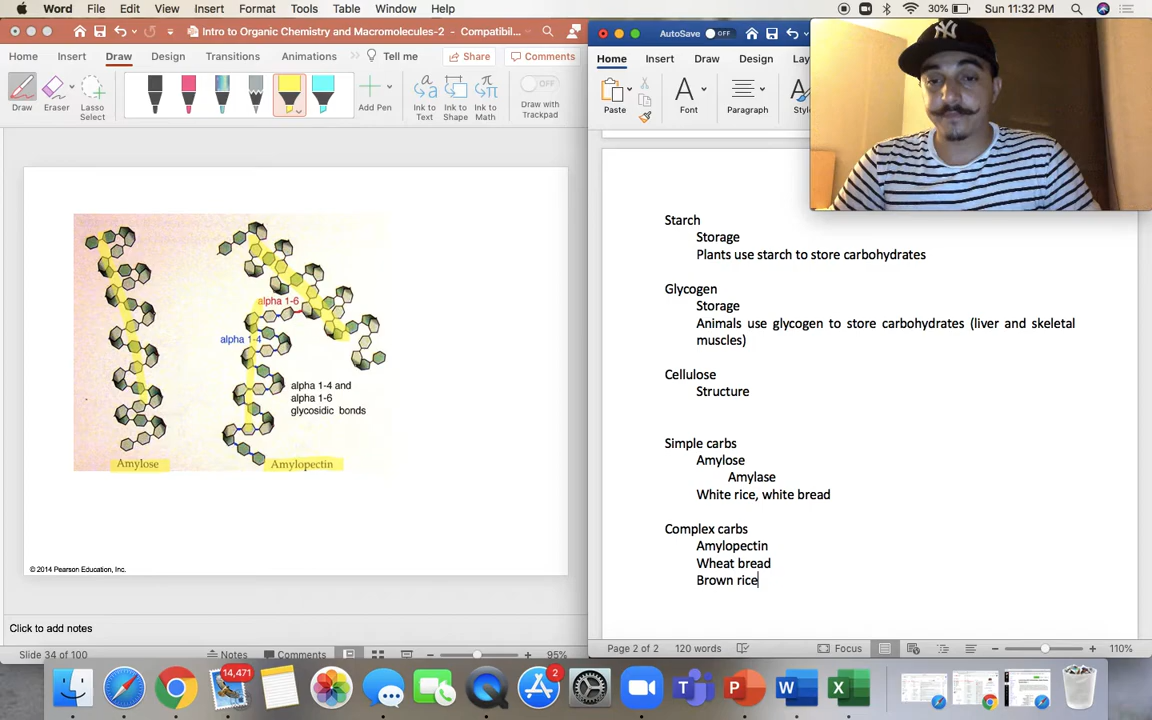 Word File Edit View Insert Format Tools Table Window Help 30% Sun 11:32 PM
Intro to Organic Chemistry and Macromolecules-2 - Compatibil...
AutoSave OFF
Home Insert Draw Design Transitions Animations >> Tell me Share Comments
Home Insert Draw Design Lay
Draw Eraser Lasso Select Add Pen Ink to Text Ink to Shape Ink to Math OFF Draw with Trackpad
Paste Font Paragraph Style
alpha 1-6
alpha 1-4
alpha 1-4 and
alpha 1-6
glycosidic bonds
Amylose Amylopectin
© 2014 Pearson Education, Inc.
Click to add notes
Slide 34 of 100 Notes Comments 95%
Starch
Storage
Plants use starch to store carbohydrates
Glycogen
Storage
Animals use glycogen to store carbohydrates (liver and skeletal
muscles)
Cellulose
Structure
Simple carbs
Amylose
Amylase
White rice, white bread
Complex carbs
Amylopectin
Wheat bread
Brown rice
Page 2 of 2 120 words Focus 110%
14,471
2